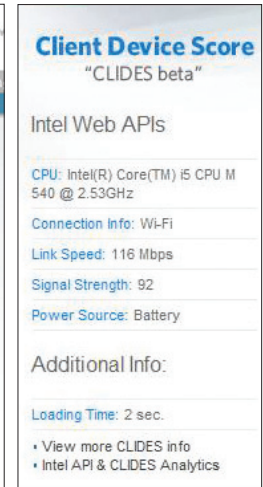 Client Device Score
“CLIDES beta”
Intel Web APIs
CPU: Intel(R) Core(TM) i5 CPU M
540 @ 2.53GHz
Connection Info: Wi-Fi
Link Speed: 116 Mbps
Signal Strength: 92
Power Source: Battery
Additional Info:
Loading Time: 2 sec.
• View more CLIDES info
• Intel API & CLIDES Analytics